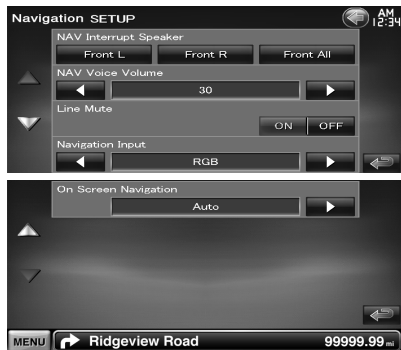 Navigation SETUP
AM
12:34
NAV Interrupt Speaker
Front L Front R Front All
NAV Voice Volume
30
Line Mute
ON OFF
Navigation Input
RGB
On Screen Navigation
Auto
MENU Ridgeview Road 99999.99 mi